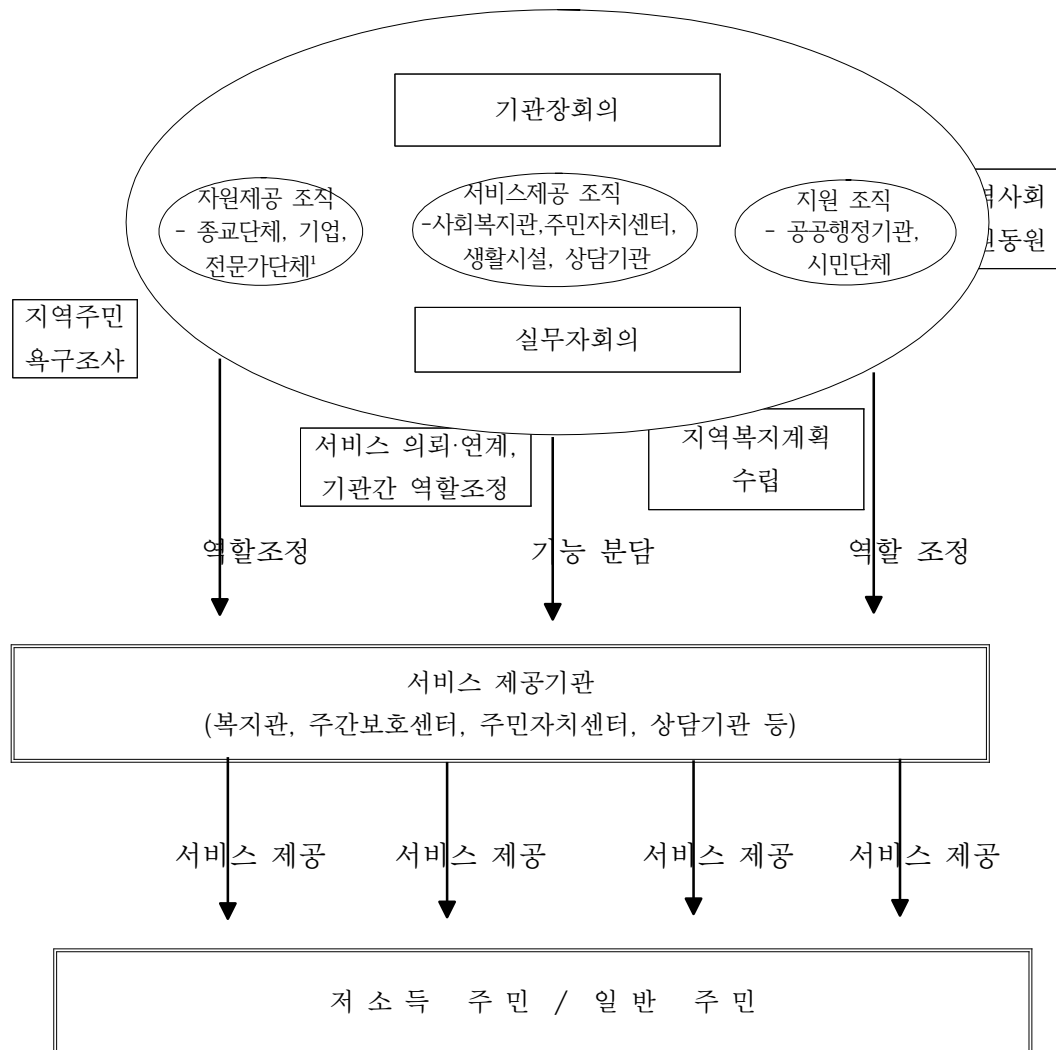 기관장회의
자원제공 조직
- 종교단체, 기업,
전문가단체¹
서비스제공 조직
-사회복지관,주민자치센터,
생활시설, 상담기관
지원 조직
- 공공행정기관,
시민단체
사회
동원
지역주민
욕구조사
실무자회의
서비스 의뢰·연계,
기관간 역할조정
지역복지계획
수립
역할조정
기능 분담
역할 조정
서비스 제공기관
(복지관, 주간보호센터, 주민자치센터, 상담기관 등)
서비스 제공
서비스 제공
서비스 제공
서비스 제공
저소득 주민 / 일반 주민